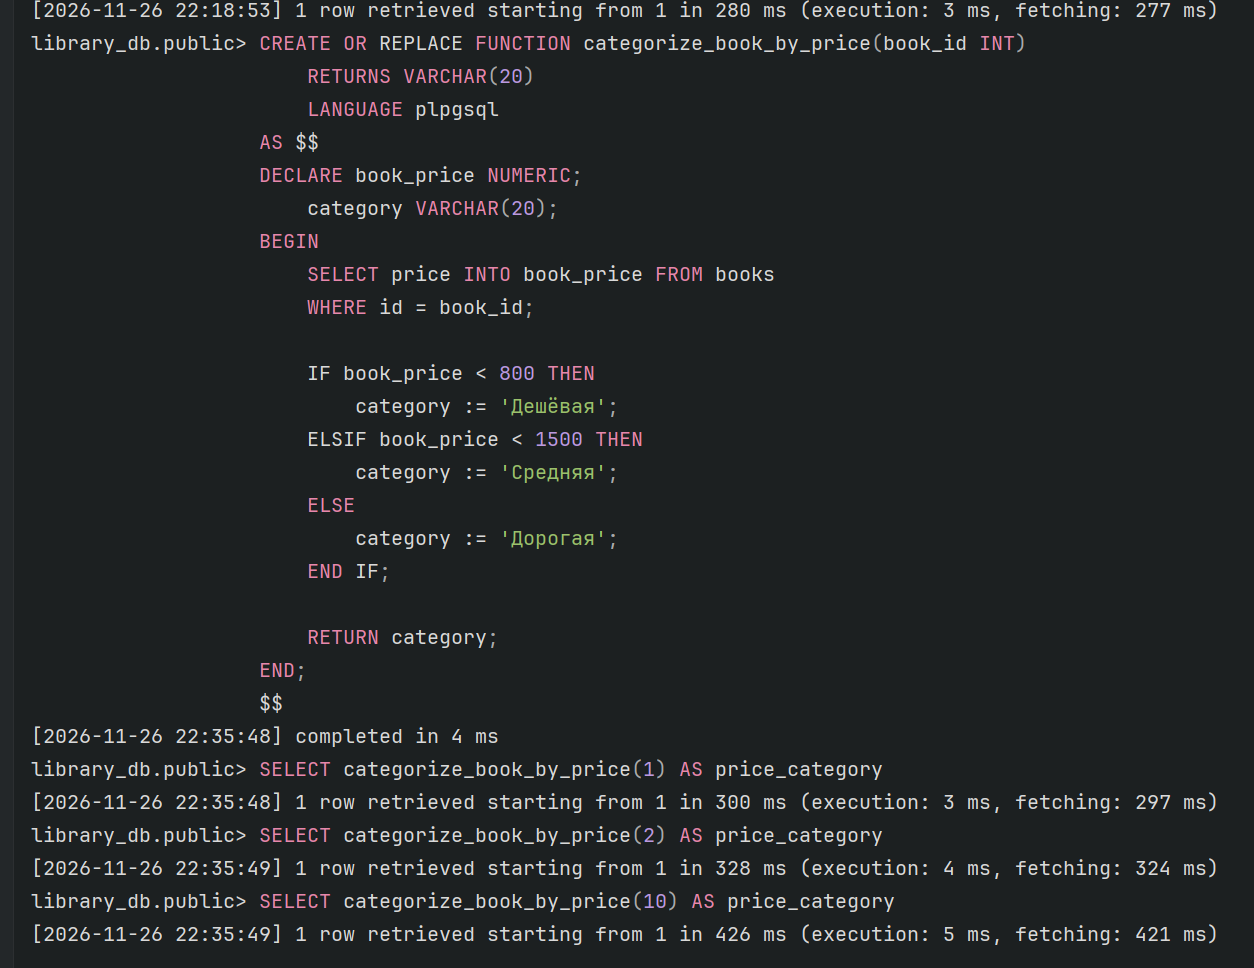 [2026-11-26 22:18:53] 1 row retrieved starting from 1 in 280 ms (execution: 3 ms, fetching: 277 ms)
library_db.public> CREATE OR REPLACE FUNCTION categorize_book_by_price(book_id INT)
RETURNS VARCHAR(20)
LANGUAGE plpgsql
AS $$
DECLARE book_price NUMERIC;
category VARCHAR(20);
BEGIN
SELECT price INTO book_price FROM books
WHERE id = book_id;
IF book_price < 800 THEN
category := 'Дешёвая';
ELSIF book_price < 1500 THEN
category := 'Средняя';
ELSE
category := 'Дорогая';
END IF;
RETURN category;
END;
$$
[2026-11-26 22:35:48] completed in 4 ms
library_db.public> SELECT categorize_book_by_price(1) AS price_category
[2026-11-26 22:35:48] 1 row retrieved starting from 1 in 300 ms (execution: 3 ms, fetching: 297 ms)
library_db.public> SELECT categorize_book_by_price(2) AS price_category
[2026-11-26 22:35:49] 1 row retrieved starting from 1 in 328 ms (execution: 4 ms, fetching: 324 ms)
library_db.public> SELECT categorize_book_by_price(10) AS price_category
[2026-11-26 22:35:49] 1 row retrieved starting from 1 in 426 ms (execution: 5 ms, fetching: 421 ms)